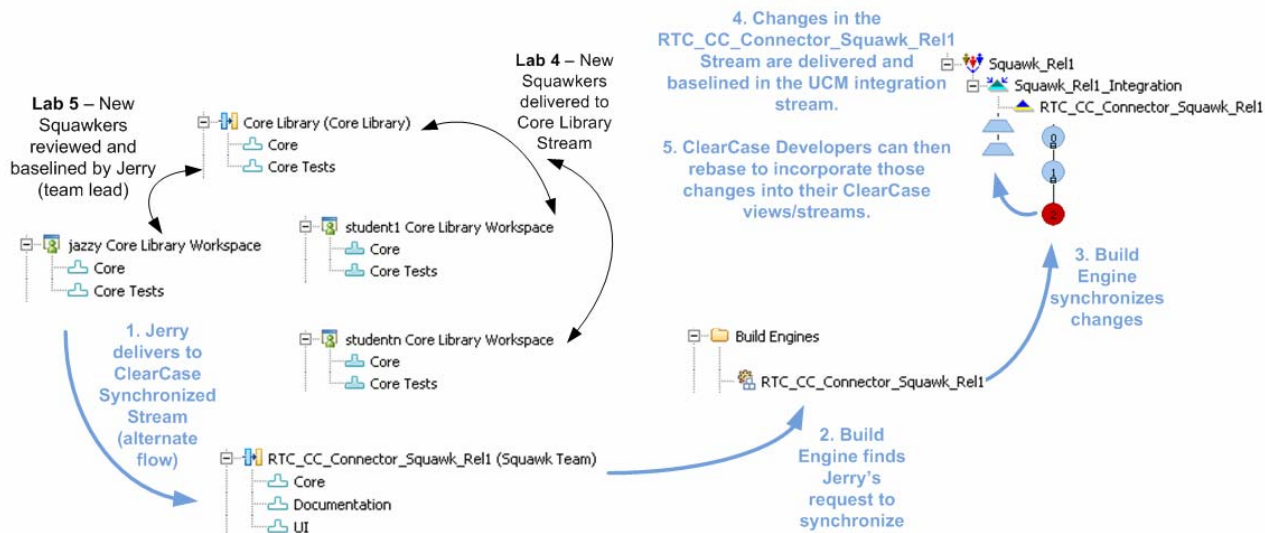 Lab 5 – New
Squawkers
reviewed and
baselined by Jerry
(team lead)
Core Library (Core Library)
Core
Core Tests
Lab 4 – New
Squawkers
delivered to
Core Library
Stream
jazzy Core Library Workspace
Core
Core Tests
student1 Core Library Workspace
Core
Core Tests
studentn Core Library Workspace
Core
Core Tests
1. Jerry
delivers to
ClearCase
Synchronized
Stream
(alternate
flow)
RTC_CC_Connector_Squawk_Rel1 (Squawk Team)
Core
Documentation
UI
2. Build
Engine finds
Jerry's
request to
synchronize
Build Engines
RTC_CC_Connector_Squawk_Rel1
3. Build
Engine
synchronizes
changes
4. Changes in the
RTC_CC_Connector_Squawk_Rel1
Stream are delivered and
baselined in the UCM integration
stream.
5. ClearCase Developers can then
rebase to incorporate those
changes into their ClearCase
views/streams.
Squawk_Rel1
Squawk_Rel1_Integration
RTC_CC_Connector_Squawk_Rel1
0
1
2